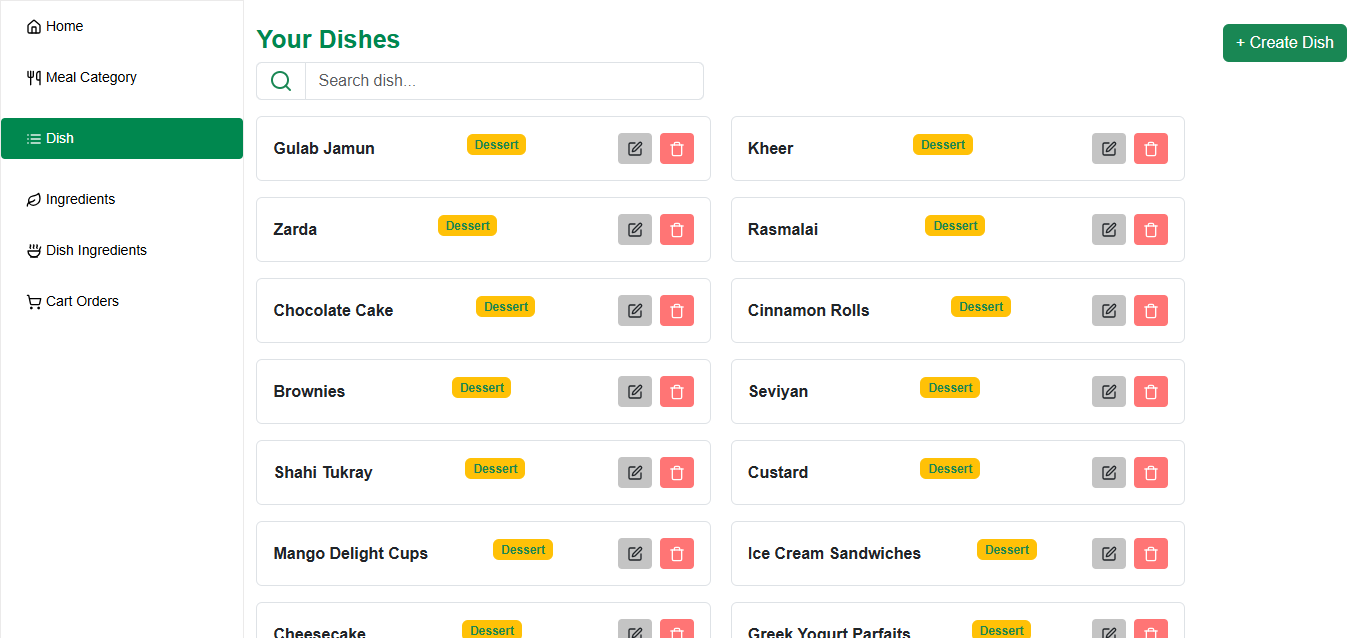 Home
Meal Category
Dish
Ingredients
Dish Ingredients
Cart Orders
Your Dishes
+ Create Dish
Search dish...
Gulab Jamun Dessert
Kheer Dessert
Zarda Dessert
Rasmalai Dessert
Chocolate Cake Dessert
Cinnamon Rolls Dessert
Brownies Dessert
Seviyan Dessert
Shahi Tukray Dessert
Custard Dessert
Mango Delight Cups Dessert
Ice Cream Sandwiches Dessert
Cheesecake Dessert
Greek Yogurt Parfaits Dessert